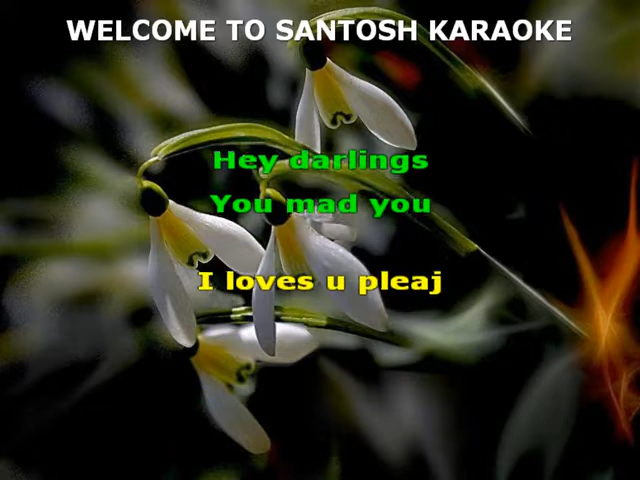 WELCOME TO SANTOSH KARAOKE
Hey darlings
You mad you
I loves u pleaj